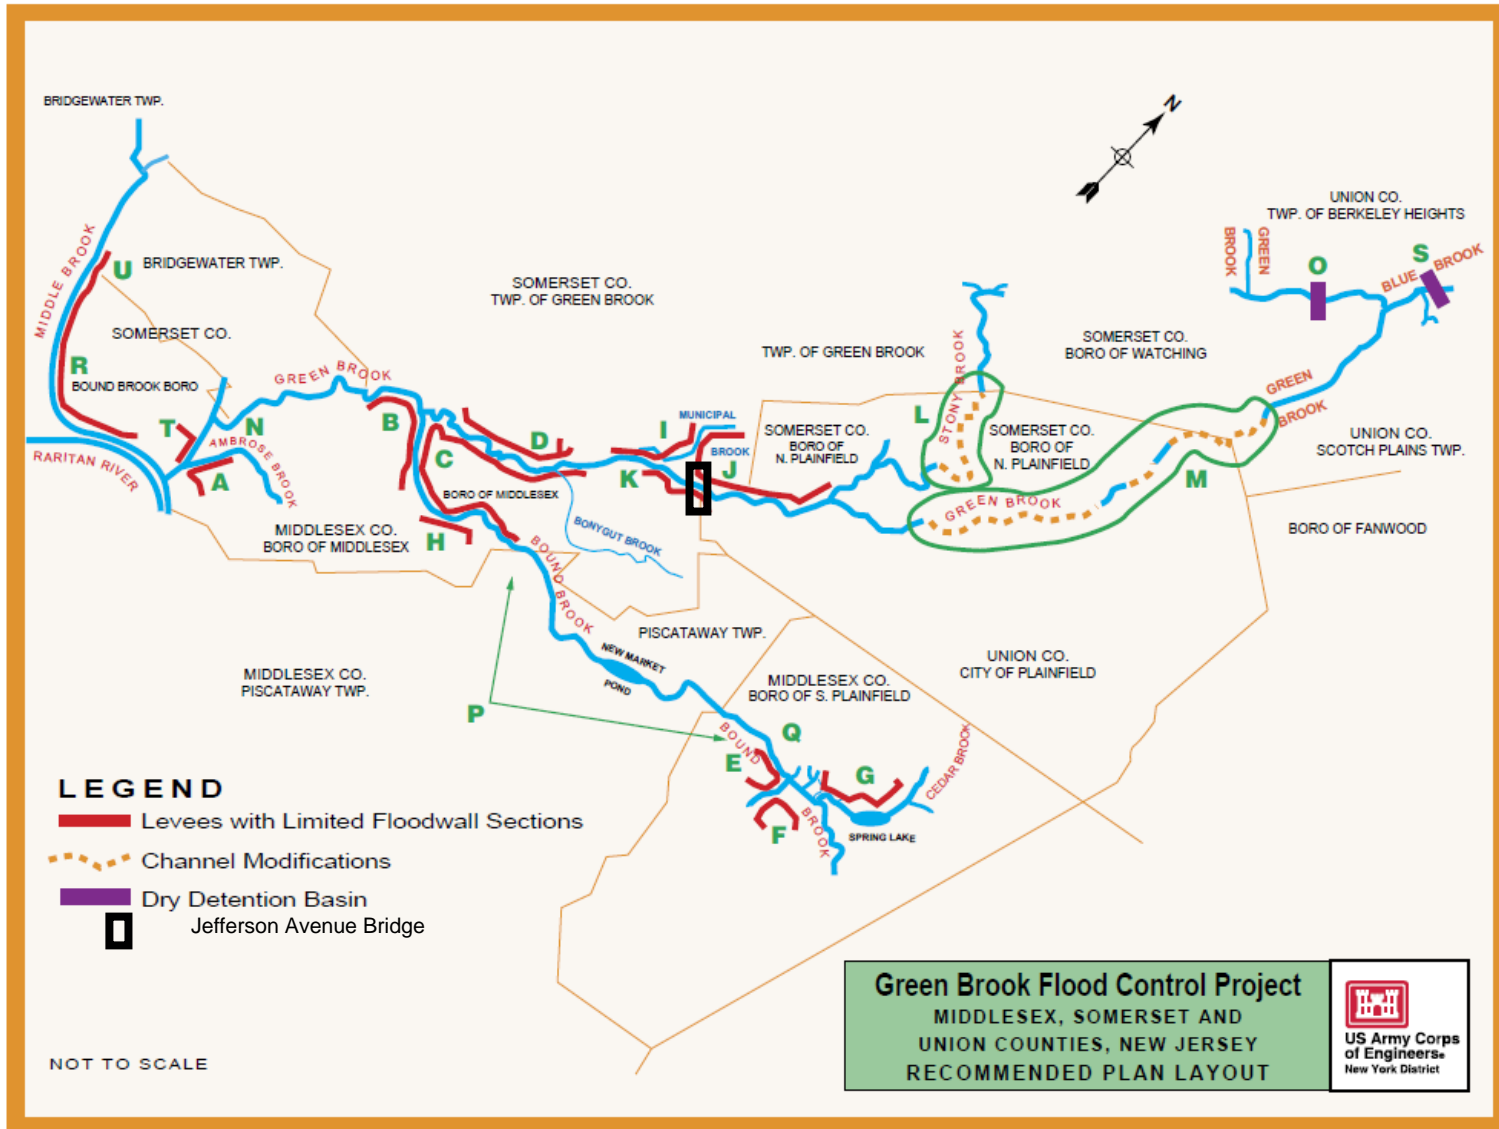 BRIDGEWATER TWP.
N
UNION CO.
TWP. OF BERKELEY HEIGHTS
MIDDLE BROOK
U
BRIDGEWATER TWP.
GREEN
BROOK
O
S
BLUE BROOK
SOMERSET CO.
TWP. OF GREEN BROOK
SOMERSET CO.
R
BOUND BROOK BORO
GREEN BROOK
TWP. OF GREEN BROOK
STONY BROOK
SOMERSET CO.
BORO OF WATCHING
GREEN
BROOK
T
N
AMBROSE BROOK
B
D
I
MUNICIPAL
BROOK
L
SOMERSET CO.
BORO OF
N. PLAINFIELD
SOMERSET CO.
BORO OF
N. PLAINFIELD
UNION CO.
SCOTCH PLAINS TWP.
RARITAN RIVER
A
C
K
J
M
BORO OF MIDDLESEX
GREEN BROOK
BORO OF FANWOOD
MIDDLESEX CO.
BORO OF MIDDLESEX
H
BONYGUT BROOK
BOUND BROOK
PISCATAWAY TWP.
NEW MARKET
POND
MIDDLESEX CO.
PISCATAWAY TWP.
MIDDLESEX CO.
BORO OF S. PLAINFIELD
UNION CO.
CITY OF PLAINFIELD
P
BOUND
BROOK
Q
E
G
F
CEDAR BROOK
SPRING LAKE
LEGEND
Levees with Limited Floodwall Sections
Channel Modifications
Dry Detention Basin
Jefferson Avenue Bridge
NOT TO SCALE
Green Brook Flood Control Project
MIDDLESEX, SOMERSET AND
UNION COUNTIES, NEW JERSEY
RECOMMENDED PLAN LAYOUT
US Army Corps
of Engineers®
New York District